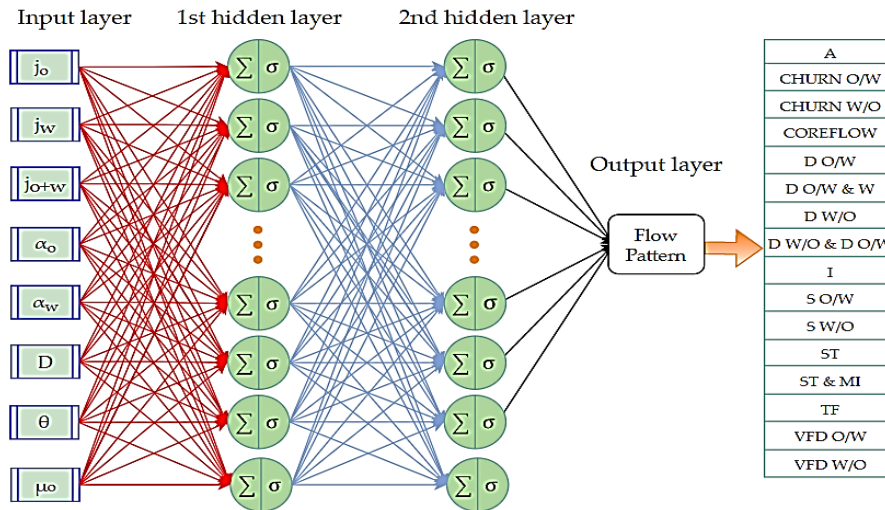 Input layer
1st hidden layer
2nd hidden layer
Output layer
jo
jw
jo+w
αo
αw
D
θ
μo
∑ σ
∑ σ
∑ σ
∑ σ
∑ σ
∑ σ
∑ σ
∑ σ
∑ σ
∑ σ
∑ σ
∑ σ
∑ σ
∑ σ
Flow
Pattern
A
CHURN O/W
CHURN W/O
COREFLOW
D O/W
D O/W & W
D W/O
D W/O & D O/W
I
S O/W
S W/O
ST
ST & MI
TF
VFD O/W
VFD W/O